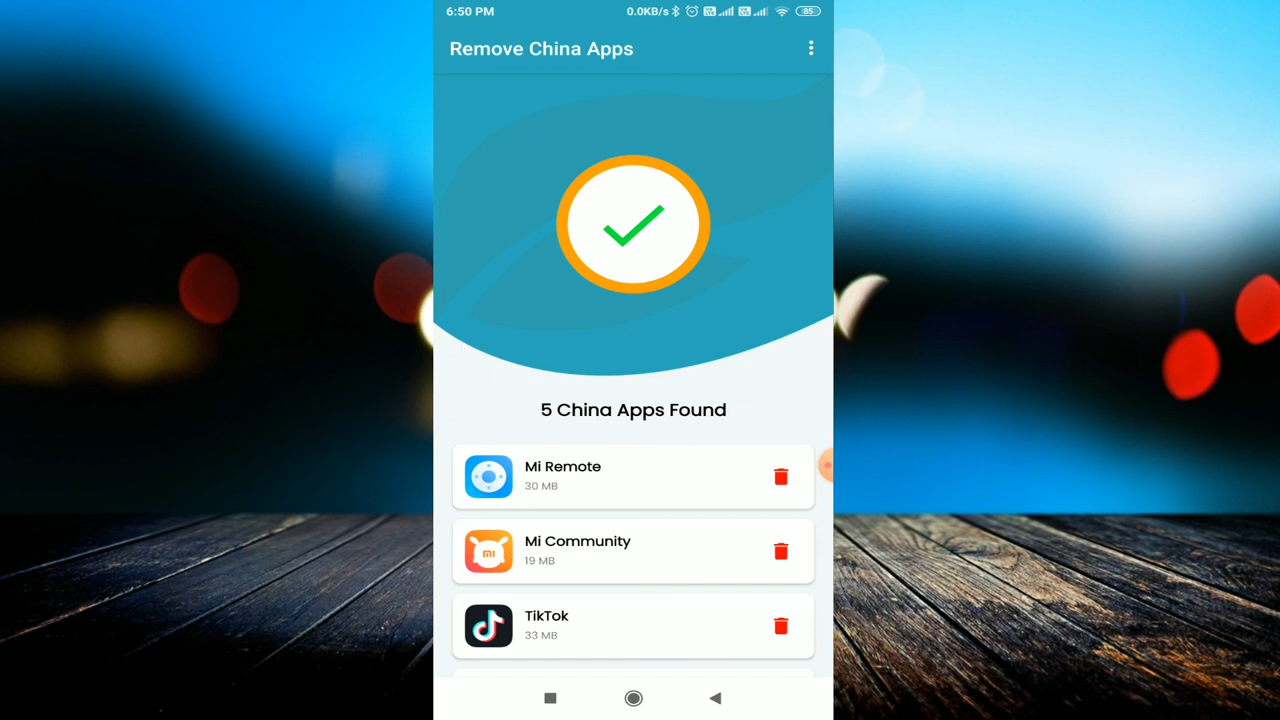 6:50 PM 0.0KB/s 85
Remove China Apps
5 China Apps Found
Mi Remote
30 MB
mi
Mi Community
19 MB
TikTok
33 MB